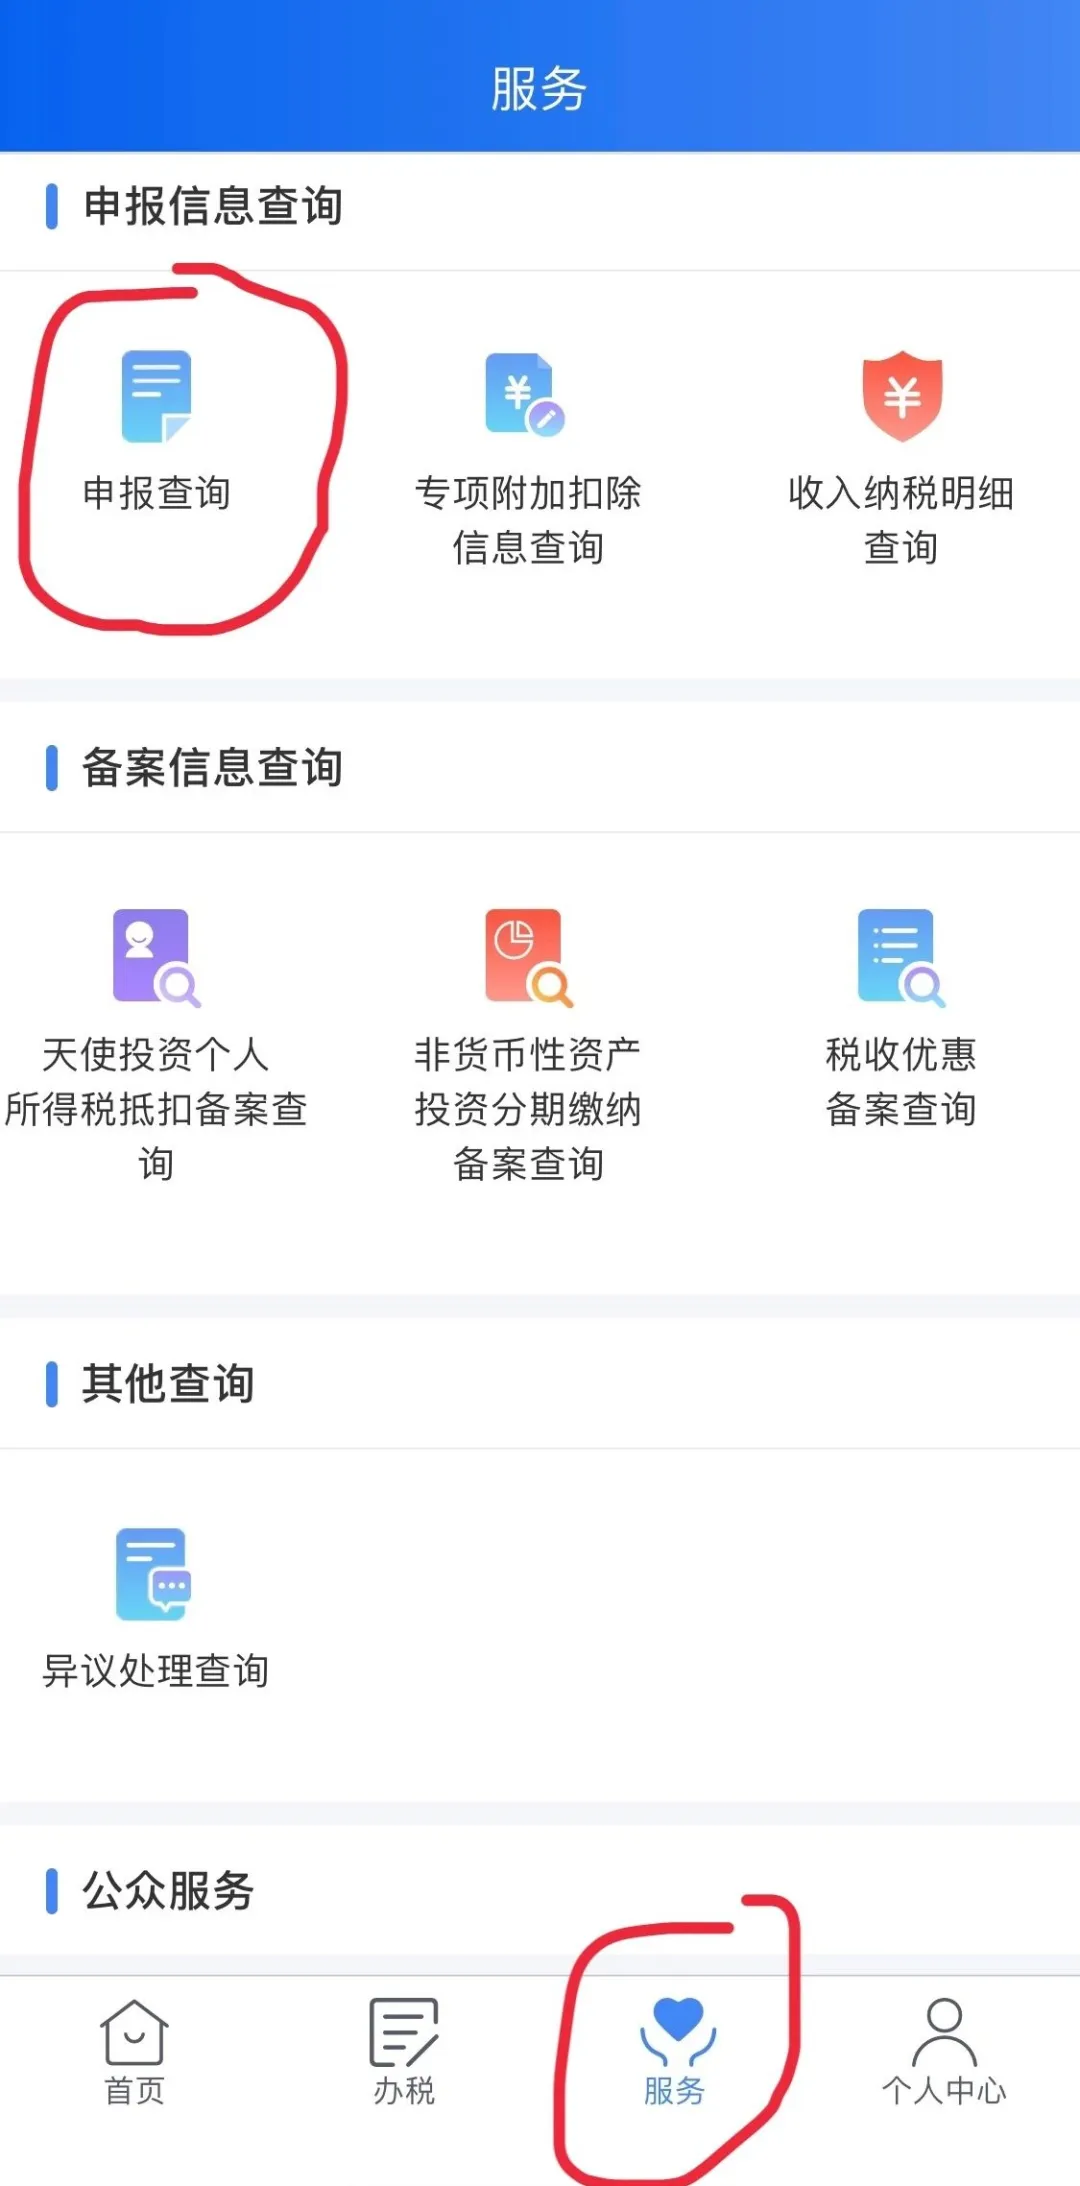 服务
申报信息查询
申报查询
专项附加扣除
信息查询
收入纳税明细
查询
备案信息查询
天使投资个人
所得税抵扣备案查
询
非货币性资产
投资分期缴纳
备案查询
税收优惠
备案查询
其他查询
异议处理查询
公众服务
首页
办税
服务
个人中心